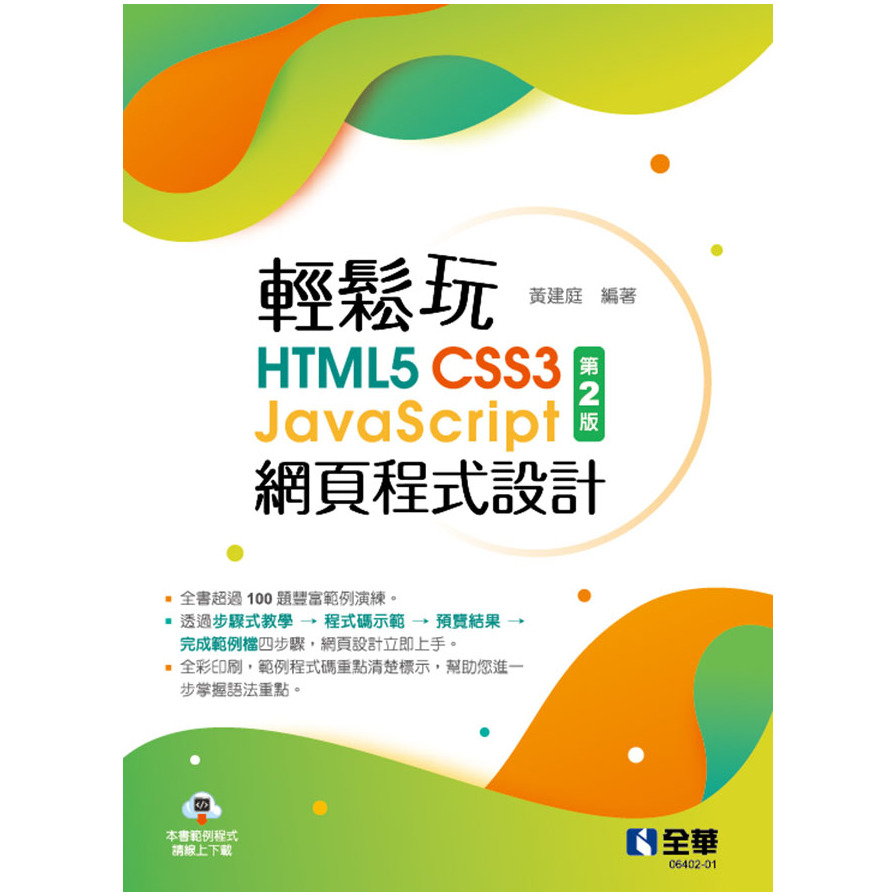 輕鬆玩
黃建庭 編著
HTML5 CSS3
JavaScript
第2版
網頁程式設計
全書超過 100 題豐富範例演練。
透過步驟式教學 → 程式碼示範 → 預覽結果 →
完成範例檔四步驟，網頁設計立即上手。
全彩印刷，範例程式碼重點清楚標示，幫助您進一
步掌握語法重點。
</>
本書範例程式
請線上下載
全華
06402-01